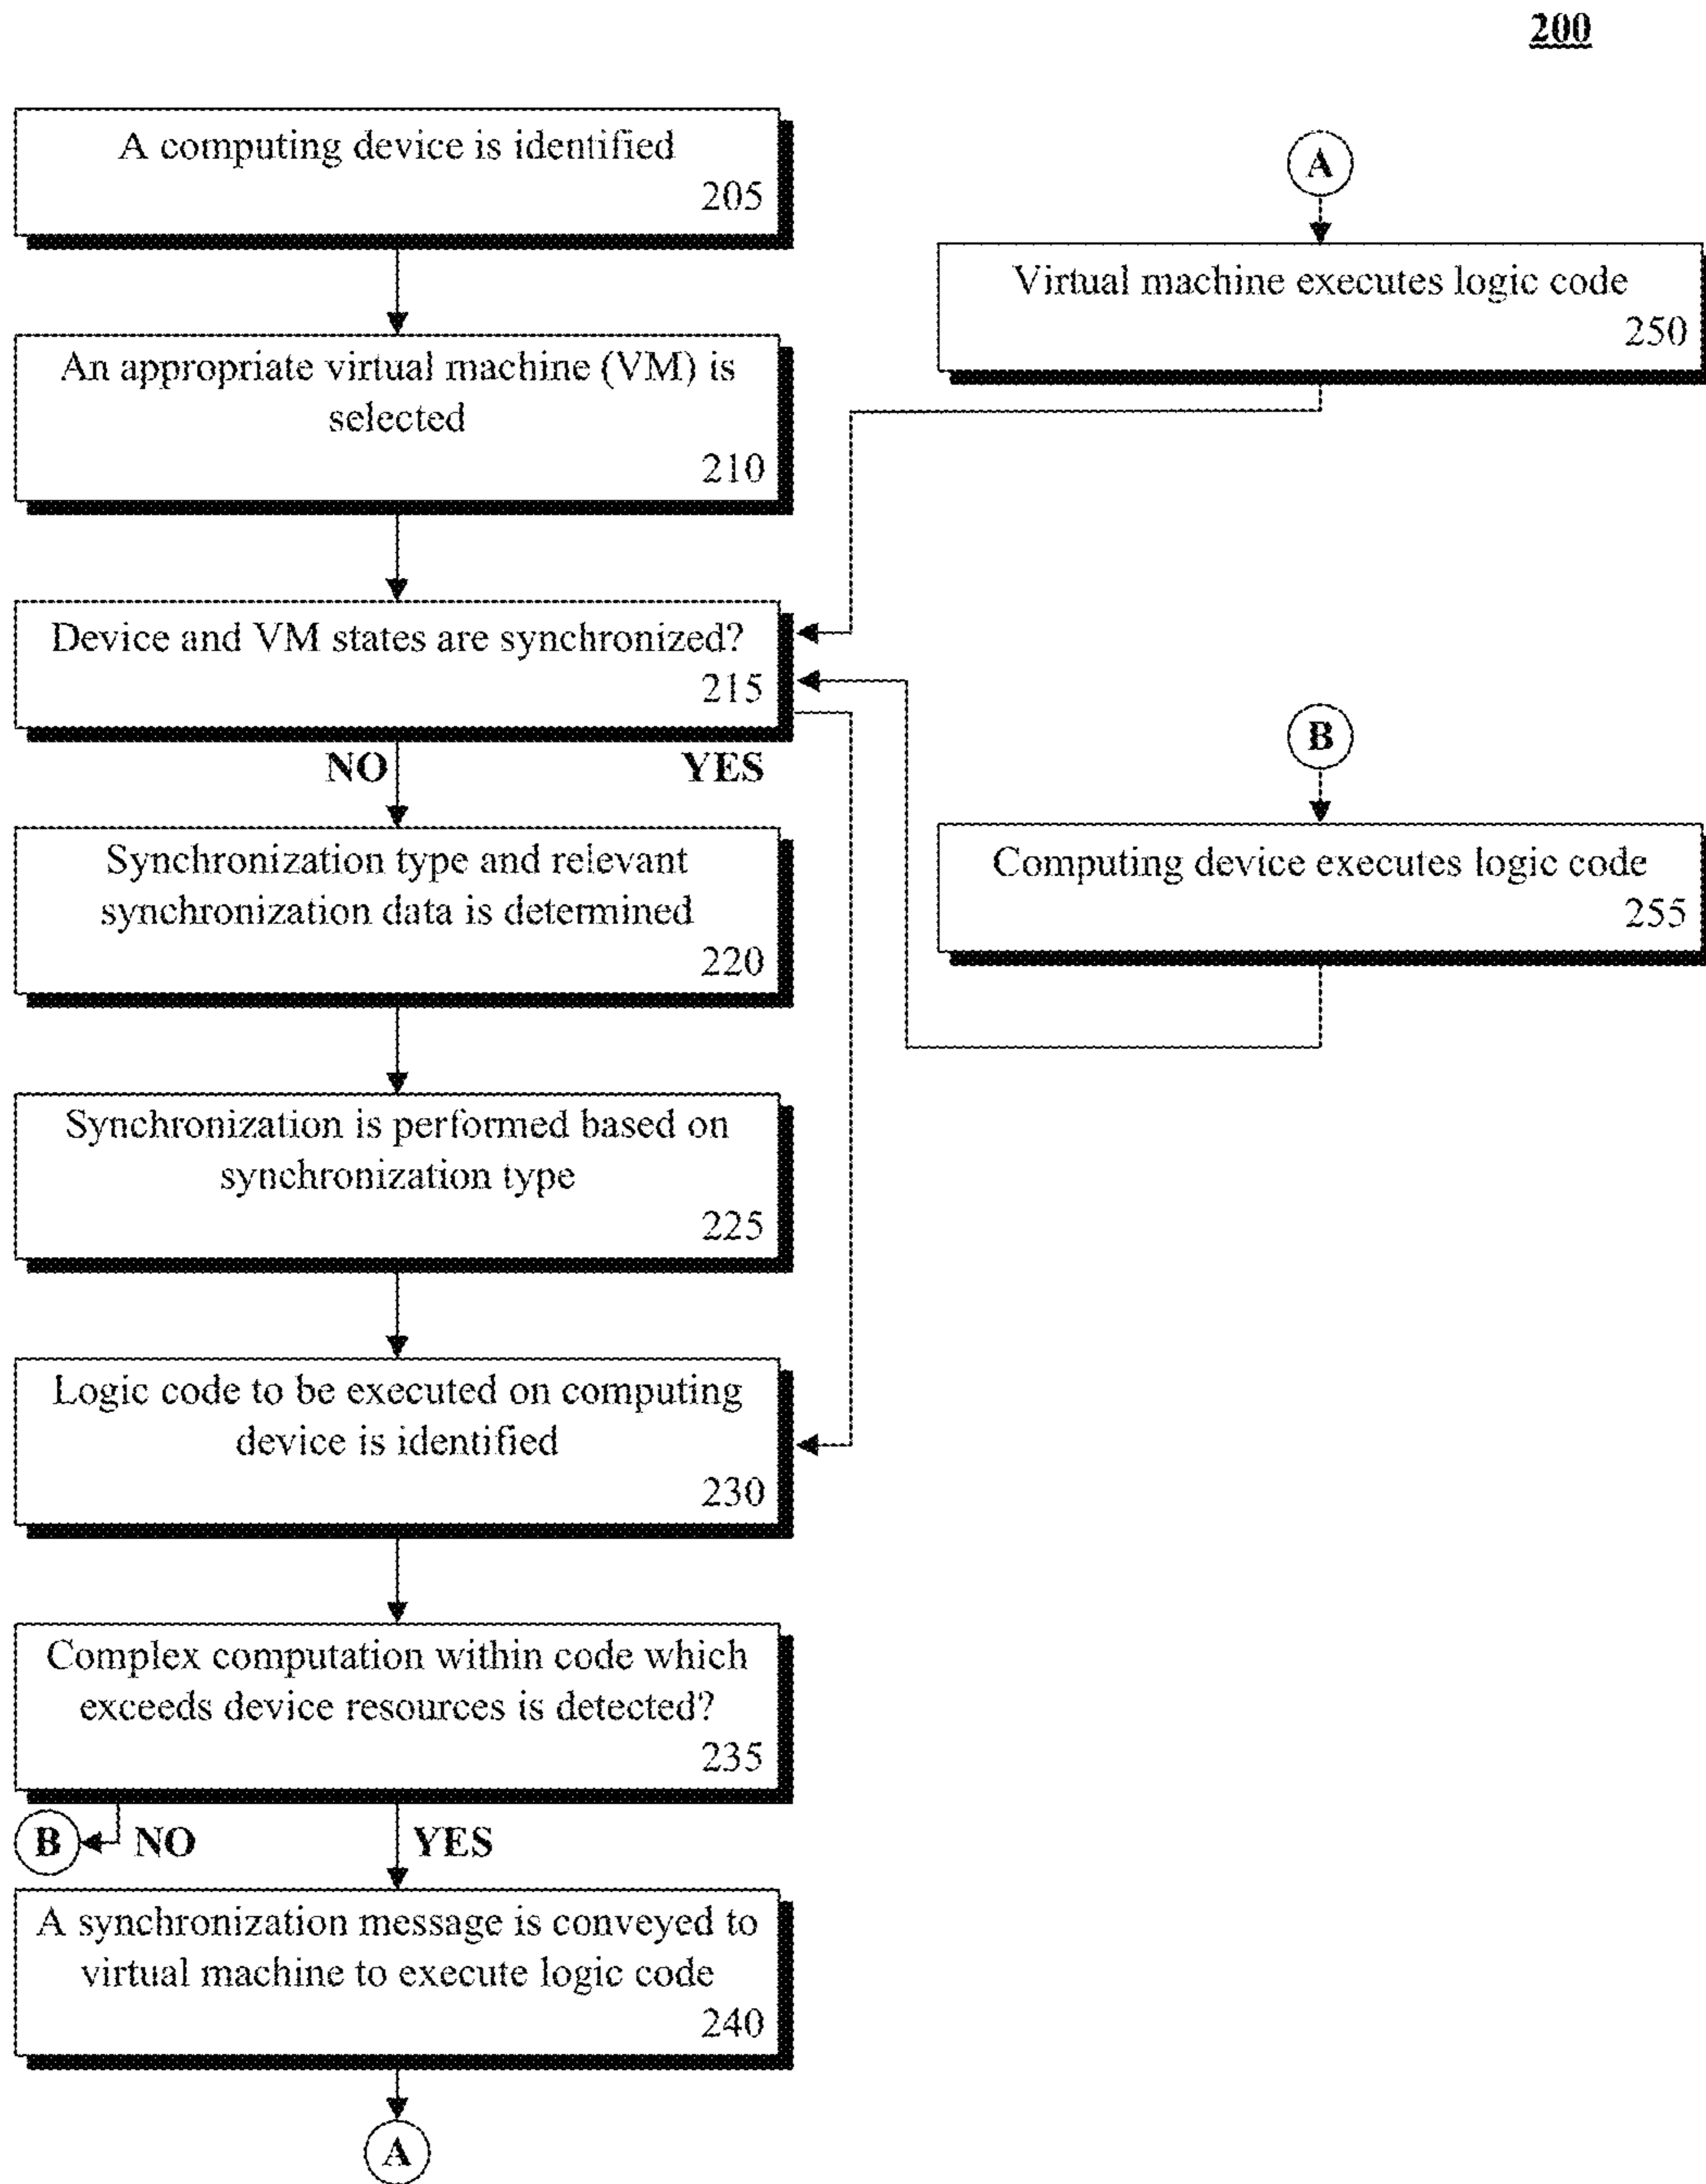 200
A computing device is identified
205
An appropriate virtual machine (VM) is
selected
210
Device and VM states are synchronized?
215
NO YES
Synchronization type and relevant
synchronization data is determined
220
Synchronization is performed based on
synchronization type
225
Logic code to be executed on computing
device is identified
230
Complex computation within code which
exceeds device resources is detected?
235
B NO YES
A synchronization message is conveyed to
virtual machine to execute logic code
240
A
A
Virtual machine executes logic code
250
B
Computing device executes logic code
255